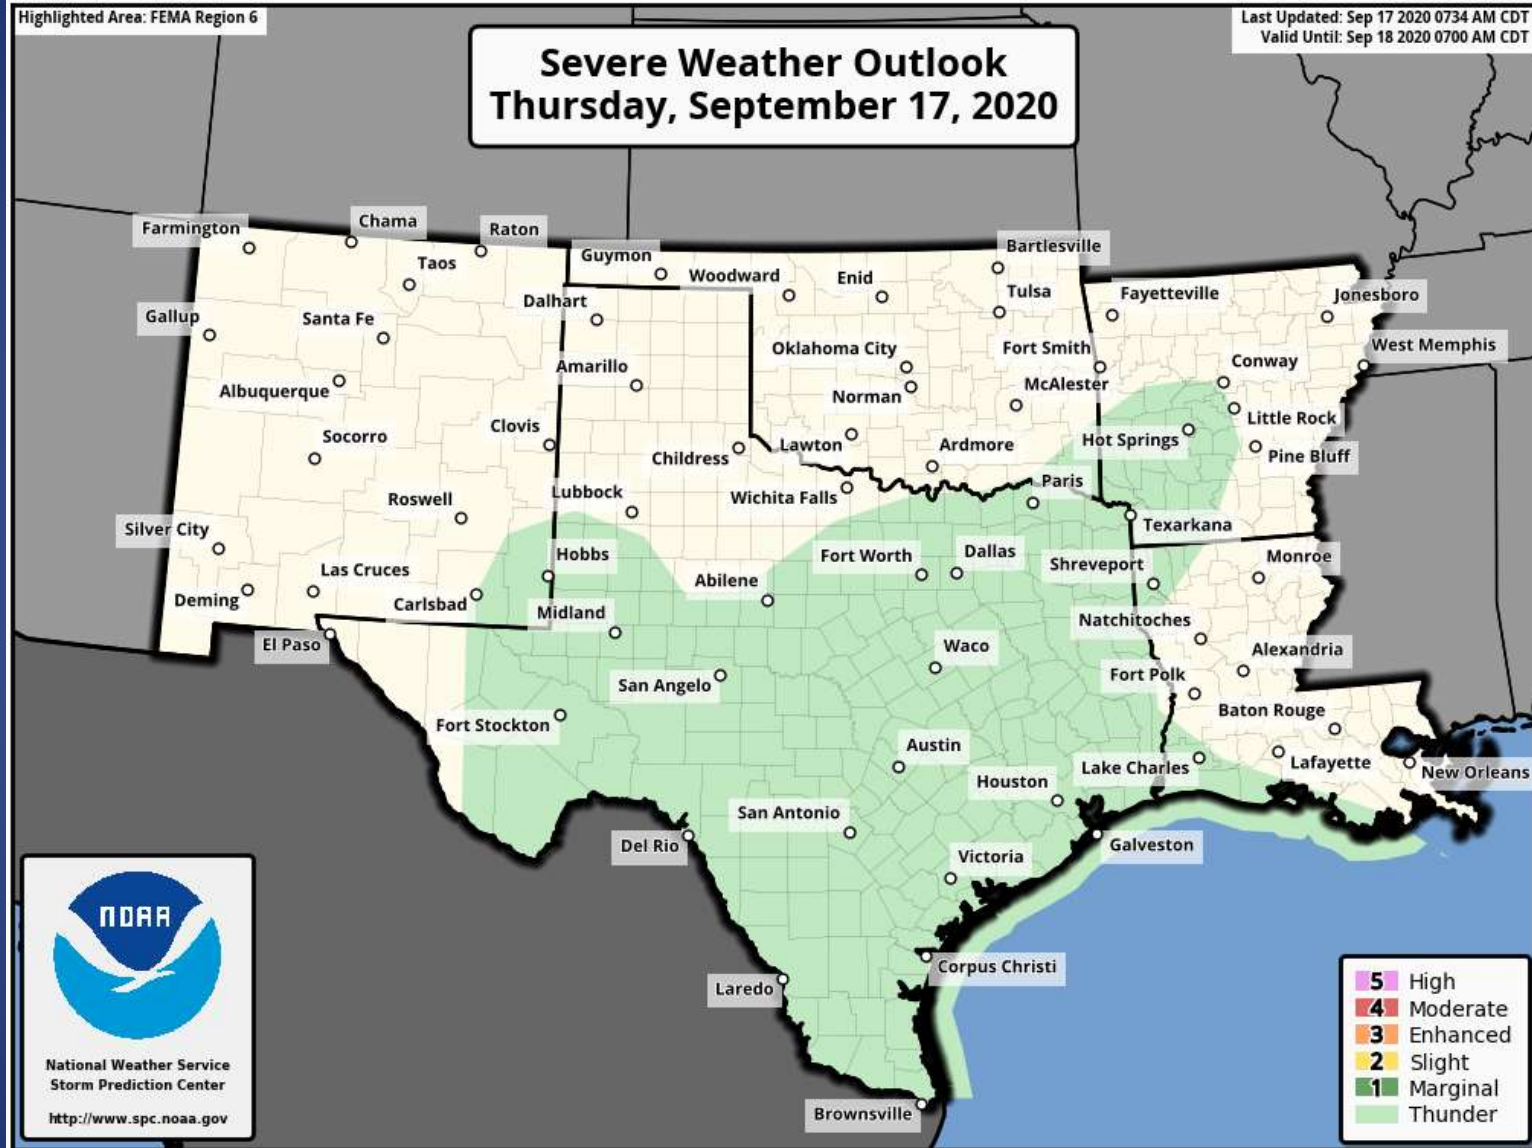 Highlighted Area: FEMA Region 6
Last Updated: Sep 17 2020 0734 AM CDT
Valid Until: Sep 18 2020 0700 AM CDT
Severe Weather Outlook
Thursday, September 17, 2020
Farmington
Chama
Raton
Taos
Guymon
Woodward
Enid
Bartlesville
Tulsa
Fayetteville
Jonesboro
Gallup
Santa Fe
Dalhart
Oklahoma City
Fort Smith
West Memphis
Albuquerque
Amarillo
Norman
McAlester
Conway
Socorro
Clovis
Childress
Lawton
Ardmore
Hot Springs
Little Rock
Pine Bluff
Roswell
Lubbock
Wichita Falls
Paris
Texarkana
Silver City
Hobbs
Fort Worth
Dallas
Shreveport
Monroe
Deming
Las Cruces
Carlsbad
Midland
Abilene
Natchitoches
El Paso
San Angelo
Waco
Fort Polk
Alexandria
Fort Stockton
Austin
Baton Rouge
Houston
Lake Charles
Lafayette
New Orleans
San Antonio
Del Rio
Victoria
Galveston
Laredo
Corpus Christi
Brownsville
NOAA
National Weather Service
Storm Prediction Center
http://www.spc.noaa.gov
5 High
4 Moderate
3 Enhanced
2 Slight
1 Marginal
Thunder